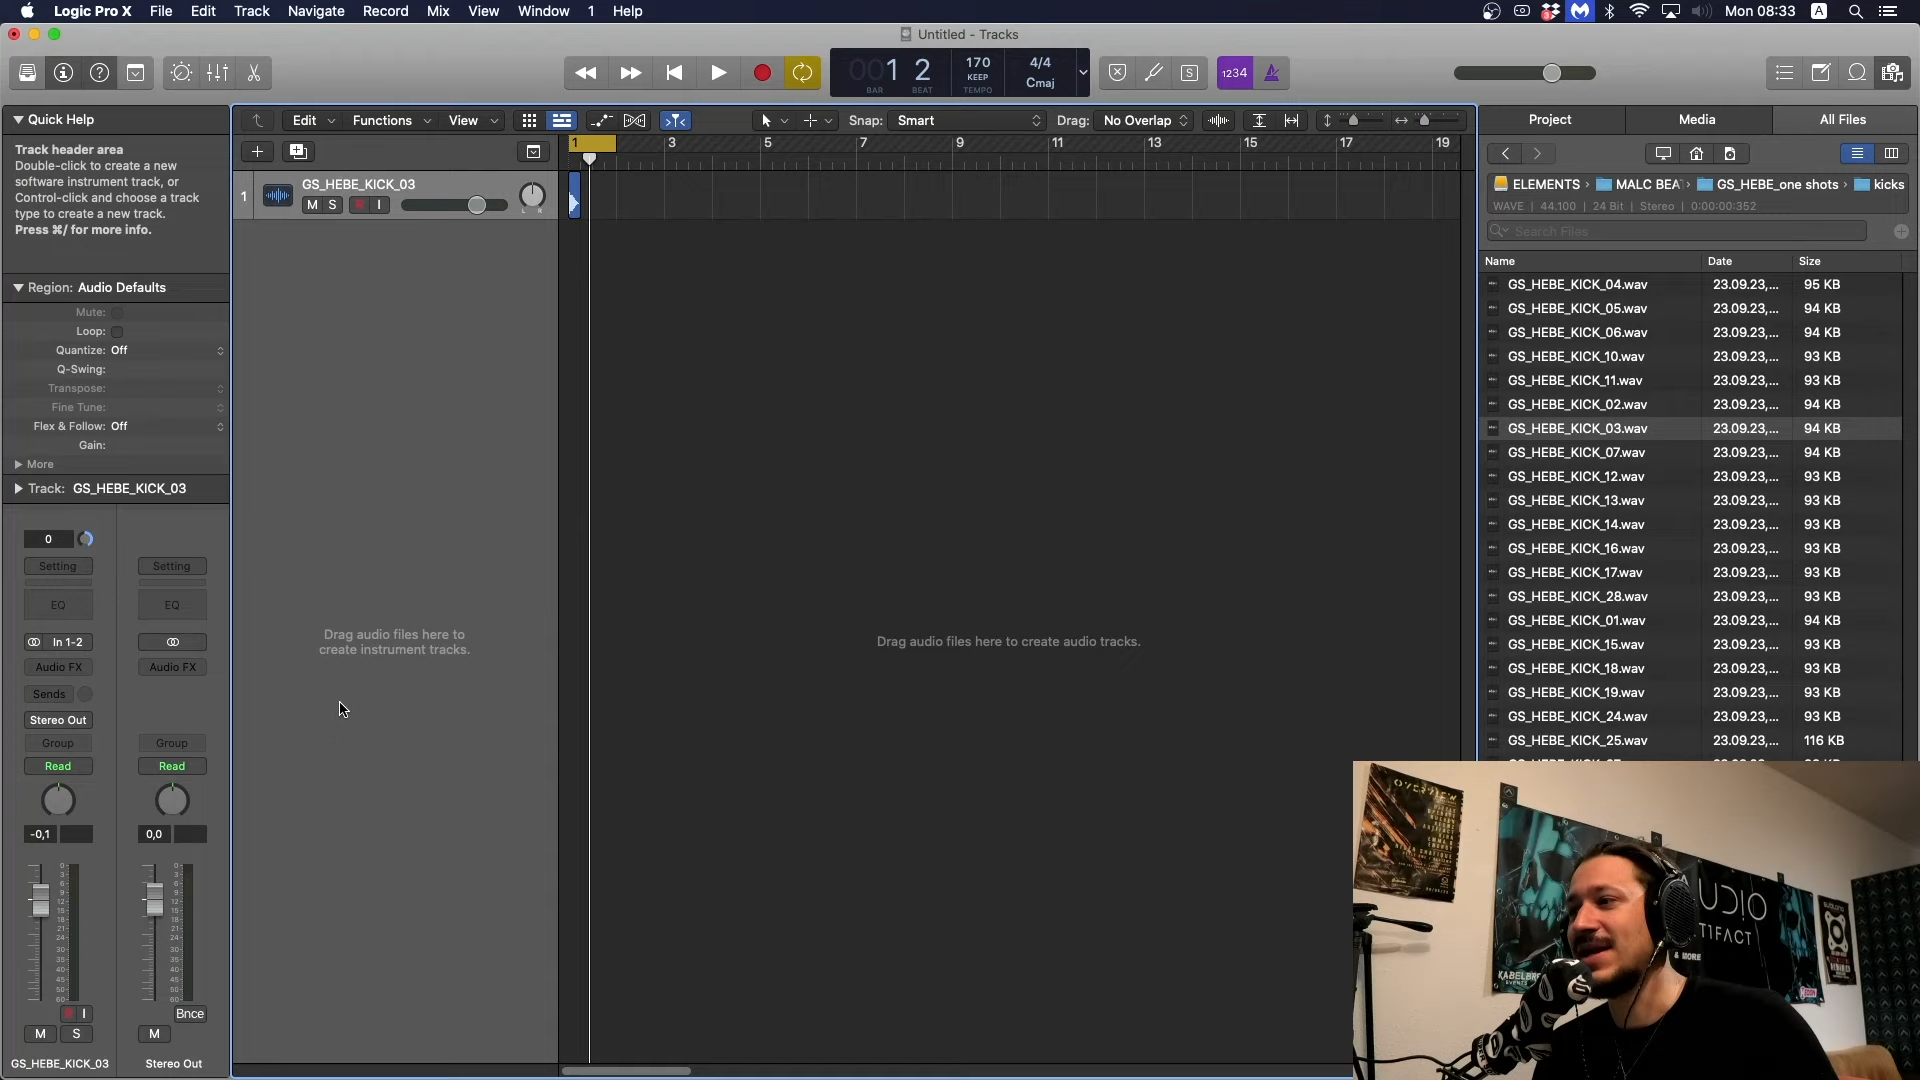 Logic Pro X File Edit Track Navigate Record Mix View Window 1 Help
Mon 08:33 A
Untitled - Tracks
001 2 170 4/4
KEEP Cmaj
BAR BEAT TEMPO
S
1234
Quick Help
Track header area
Double-click to create a new
software instrument track, or
Control-click and choose a track
type to create a new track.
Press ⌘/ for more info.
Region: Audio Defaults
Mute:
Loop:
Quantize: Off
Q-Swing:
Transpose:
Fine Tune:
Flex & Follow: Off
Gain:
More
Track: GS_HEBE_KICK_03
0
Setting Setting
EQ EQ
In 1-2
Audio FX Audio FX
Sends
Stereo Out
Group Group
Read Read
-0,1 0,0
R I Bnce
M S M
GS_HEBE_KICK_03 Stereo Out
Edit Functions View
Snap: Smart Drag: No Overlap
1 3 5 7 9 11 13 15 17 19
1 GS_HEBE_KICK_03
M S R I
L R
Drag audio files here to
create instrument tracks.
Drag audio files here to create audio tracks.
Project Media All Files
ELEMENTS MALC BEA GS_HEBE_one shots kicks
WAVE | 44.100 | 24 Bit | Stereo | 0:00:00:352
Search Files
Name Date Size
GS_HEBE_KICK_04.wav 23.09.23,... 95 KB
GS_HEBE_KICK_05.wav 23.09.23,... 94 KB
GS_HEBE_KICK_06.wav 23.09.23,... 94 KB
GS_HEBE_KICK_10.wav 23.09.23,... 93 KB
GS_HEBE_KICK_11.wav 23.09.23,... 93 KB
GS_HEBE_KICK_02.wav 23.09.23,... 94 KB
GS_HEBE_KICK_03.wav 23.09.23,... 94 KB
GS_HEBE_KICK_07.wav 23.09.23,... 94 KB
GS_HEBE_KICK_12.wav 23.09.23,... 93 KB
GS_HEBE_KICK_13.wav 23.09.23,... 93 KB
GS_HEBE_KICK_14.wav 23.09.23,... 93 KB
GS_HEBE_KICK_16.wav 23.09.23,... 93 KB
GS_HEBE_KICK_17.wav 23.09.23,... 93 KB
GS_HEBE_KICK_28.wav 23.09.23,... 93 KB
GS_HEBE_KICK_01.wav 23.09.23,... 94 KB
GS_HEBE_KICK_15.wav 23.09.23,... 93 KB
GS_HEBE_KICK_18.wav 23.09.23,... 93 KB
GS_HEBE_KICK_19.wav 23.09.23,... 93 KB
GS_HEBE_KICK_24.wav 23.09.23,... 93 KB
GS_HEBE_KICK_25.wav 23.09.23,... 116 KB
OVERVIEW
& MORE
EVENTS